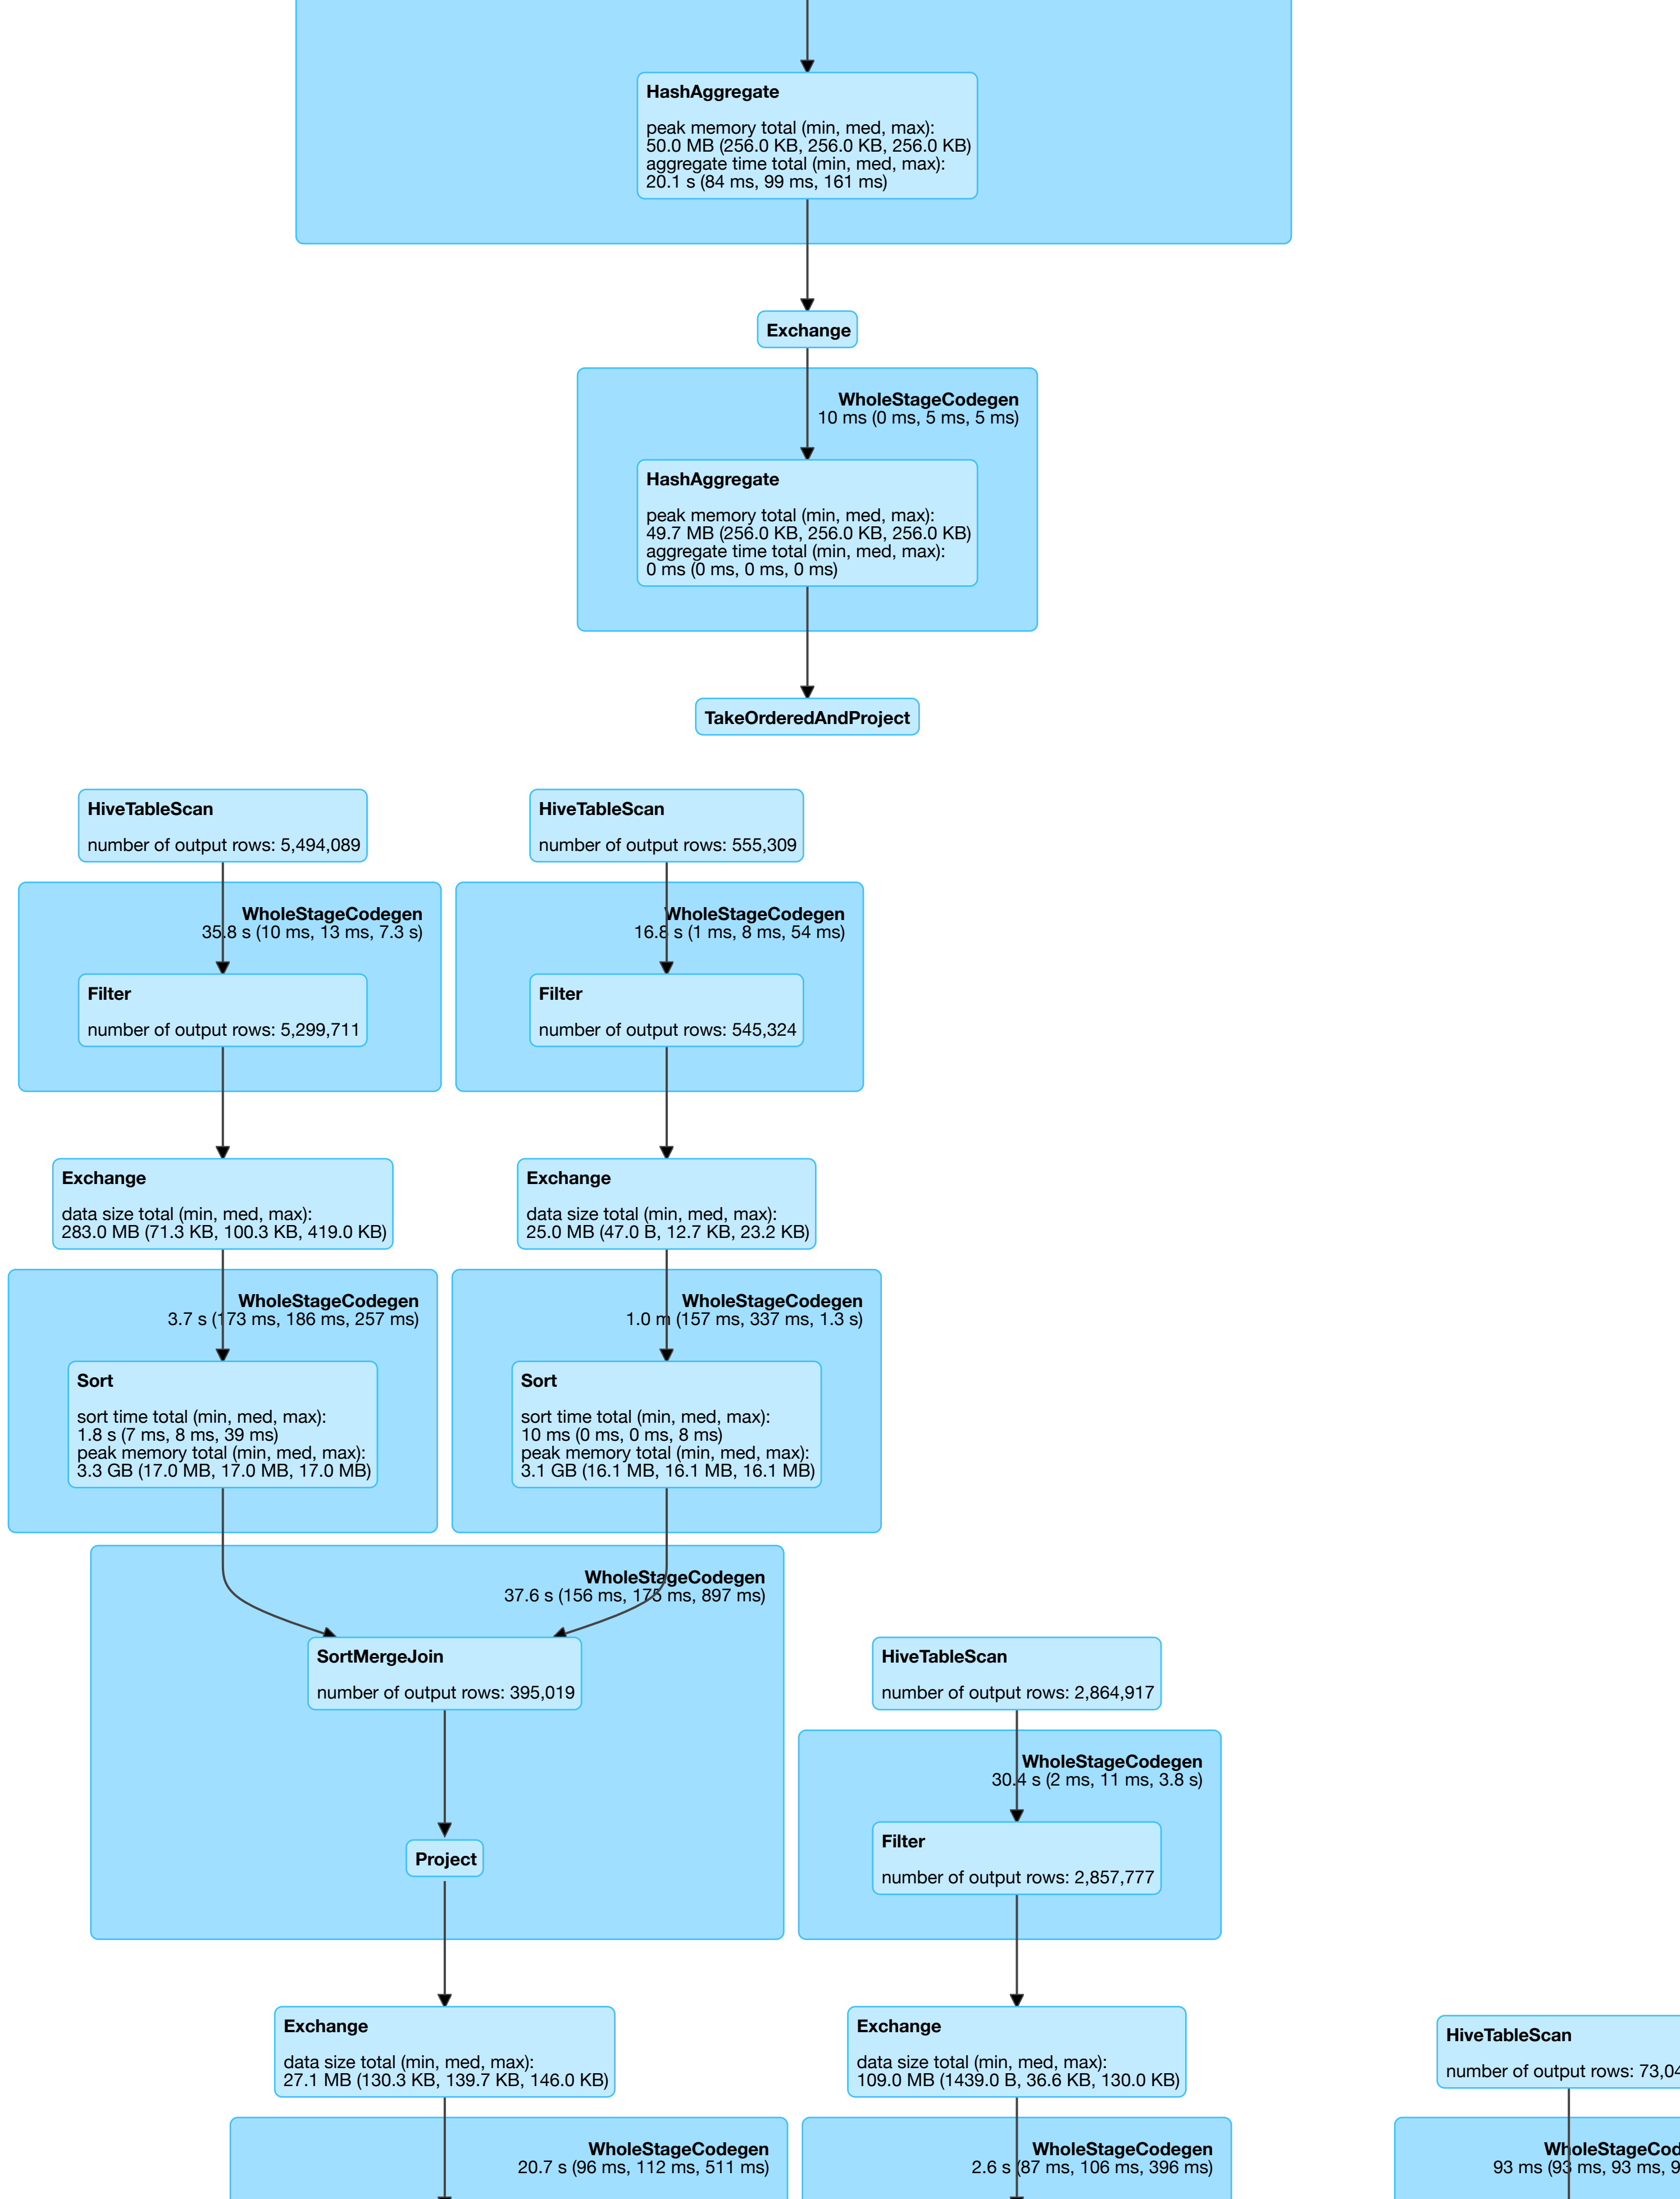 HashAggregate
peak memory total (min, med, max):
50.0 MB (256.0 KB, 256.0 KB, 256.0 KB)
aggregate time total (min, med, max):
20.1 s (84 ms, 99 ms, 161 ms)
Exchange
WholeStageCodegen
10 ms (0 ms, 5 ms, 5 ms)
HashAggregate
peak memory total (min, med, max):
49.7 MB (256.0 KB, 256.0 KB, 256.0 KB)
aggregate time total (min, med, max):
0 ms (0 ms, 0 ms, 0 ms)
TakeOrderedAndProject
HiveTableScan
number of output rows: 5,494,089
HiveTableScan
number of output rows: 555,309
WholeStageCodegen
35.8 s (10 ms, 13 ms, 7.3 s)
WholeStageCodegen
16.8 s (1 ms, 8 ms, 54 ms)
Filter
number of output rows: 5,299,711
Filter
number of output rows: 545,324
Exchange
data size total (min, med, max):
283.0 MB (71.3 KB, 100.3 KB, 419.0 KB)
Exchange
data size total (min, med, max):
25.0 MB (47.0 B, 12.7 KB, 23.2 KB)
WholeStageCodegen
3.7 s (173 ms, 186 ms, 257 ms)
WholeStageCodegen
1.0 m (157 ms, 337 ms, 1.3 s)
Sort
sort time total (min, med, max):
1.8 s (7 ms, 8 ms, 39 ms)
peak memory total (min, med, max):
3.3 GB (17.0 MB, 17.0 MB, 17.0 MB)
Sort
sort time total (min, med, max):
10 ms (0 ms, 0 ms, 8 ms)
peak memory total (min, med, max):
3.1 GB (16.1 MB, 16.1 MB, 16.1 MB)
WholeStageCodegen
37.6 s (156 ms, 175 ms, 897 ms)
SortMergeJoin
number of output rows: 395,019
HiveTableScan
number of output rows: 2,864,917
WholeStageCodegen
30.4 s (2 ms, 11 ms, 3.8 s)
Project
Filter
number of output rows: 2,857,777
Exchange
data size total (min, med, max):
27.1 MB (130.3 KB, 139.7 KB, 146.0 KB)
Exchange
data size total (min, med, max):
109.0 MB (1439.0 B, 36.6 KB, 130.0 KB)
HiveTableScan
number of output rows:
WholeStageCodegen
20.7 s (96 ms, 112 ms, 511 ms)
WholeStageCodegen
2.6 s (87 ms, 106 ms, 396 ms)
93 ms (93 ms, 93 ms,